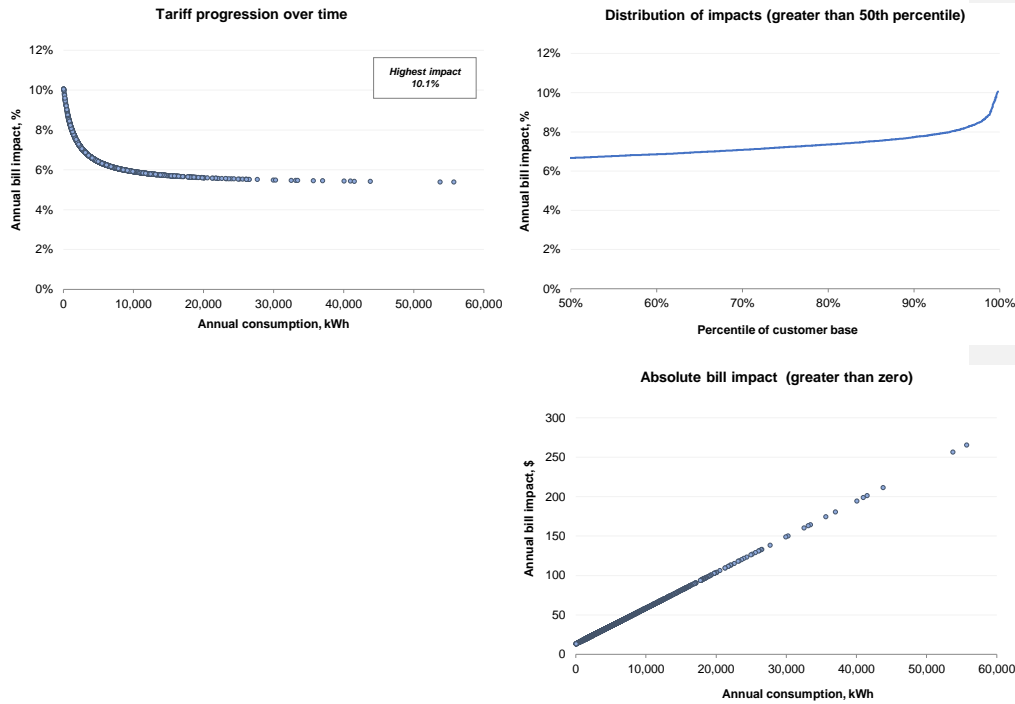 Tariff progression over time
12%
10%
8%
6%
4%
2%
0%
Annual bill impact, %
Highest impact
10.1%
0 10,000 20,000 30,000 40,000 50,000 60,000
Annual consumption, kWh
Distribution of impacts (greater than 50th percentile)
12%
10%
8%
6%
4%
2%
0%
Annual bill impact, %
50% 60% 70% 80% 90% 100%
Percentile of customer base
Absolute bill impact (greater than zero)
300
250
200
150
100
50
0
Annual bill impact, $
0 10,000 20,000 30,000 40,000 50,000 60,000
Annual consumption, kWh